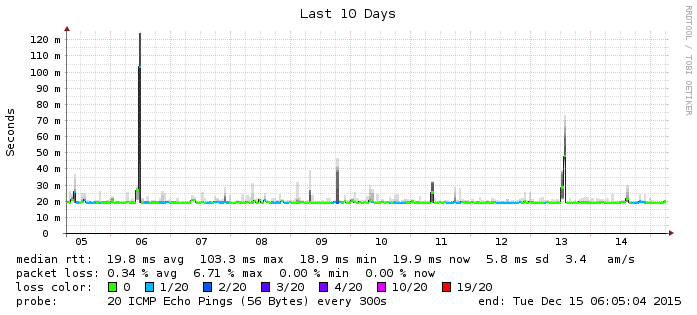 Last 10 Days
RRDTOOL / TOBI OETIKER
Seconds
120 m
110 m
100 m
90 m
80 m
70 m
60 m
50 m
40 m
30 m
20 m
10 m
0
05 06 07 08 09 10 11 12 13 14
median rtt: 19.8 ms avg 103.3 ms max 18.9 ms min 19.9 ms now 5.8 ms sd 3.4 am/s
packet loss: 0.34 % avg 6.71 % max 0.00 % min 0.00 % now
loss color: 0 1/20 2/20 3/20 4/20 10/20 19/20
probe: 20 ICMP Echo Pings (56 Bytes) every 300s end: Tue Dec 15 06:05:04 2015